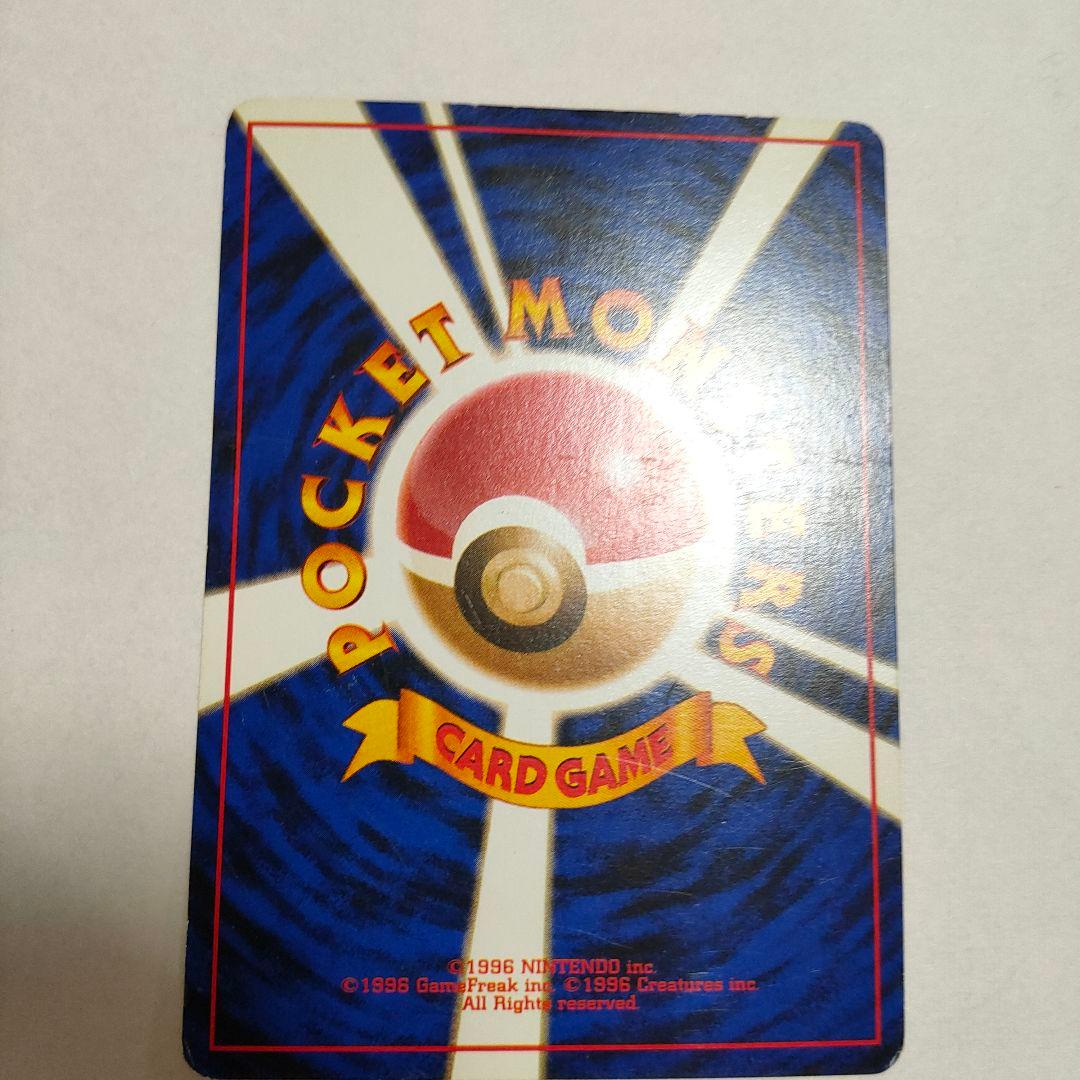 POCKET MONSTERS
CARD GAME
©1996 NINTENDO inc.
©1996 GameFreak inc. ©1996 Creatures inc.
All Rights reserved.